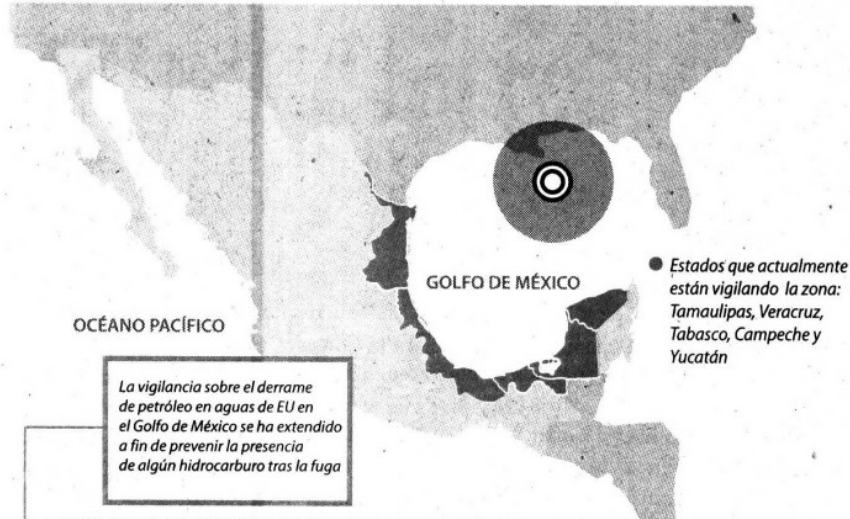 GOLFO DE MÉXICO
Estados que actualmente
están vigilando la zona:
Tamaulipas, Veracruz,
Tabasco, Campeche y
Yucatán
OCÉANO PACÍFICO
La vigilancia sobre el derrame
de petróleo en aguas de EU en
el Golfo de México se ha extendido
a fin de prevenir la presencia
de algún hidrocarburo tras la fuga